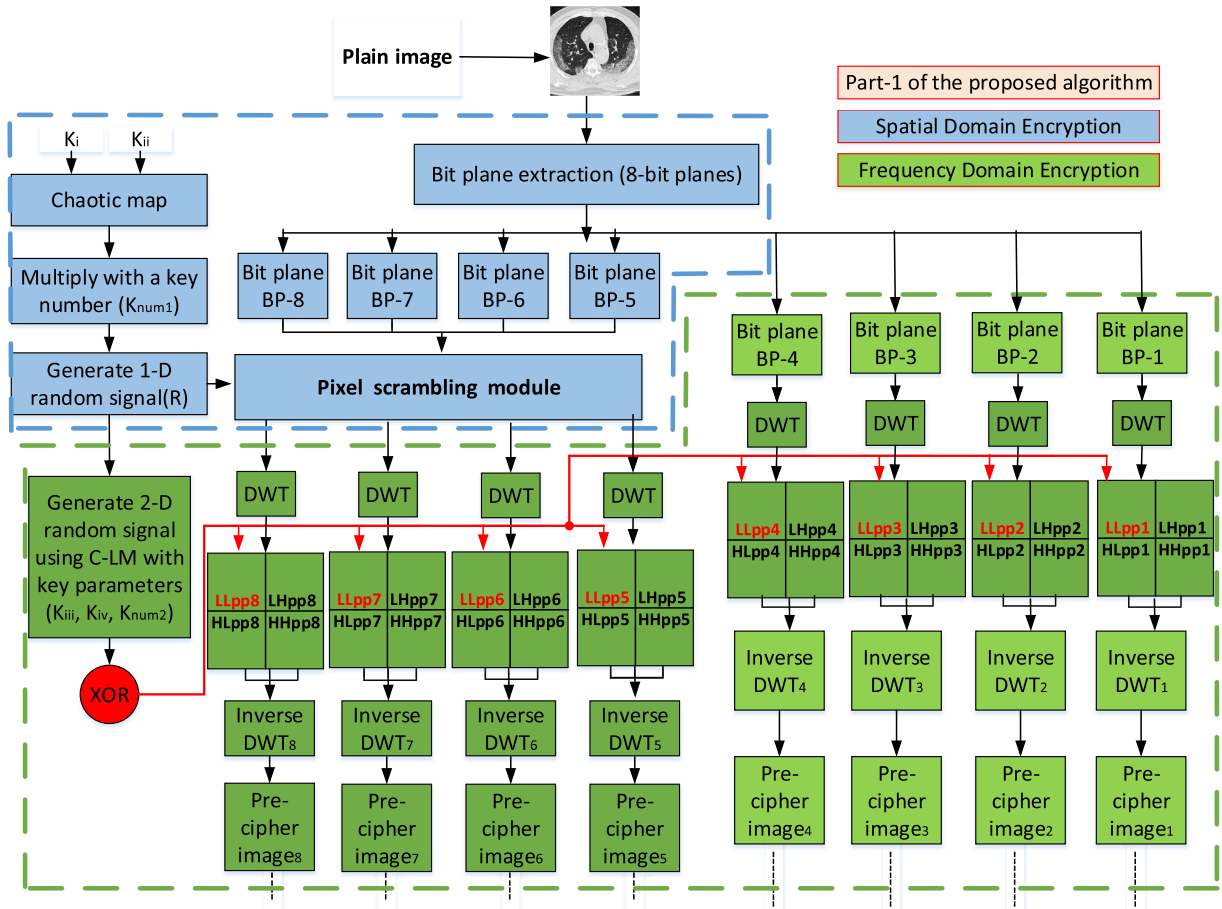 Plain image
Part-1 of the proposed algorithm
Spatial Domain Encryption
Frequency Domain Encryption
Ki
Kii
Chaotic map
Multiply with a key
number (Knum1)
Generate 1-D
random signal(R)
Bit plane extraction (8-bit planes)
Bit plane
BP-8
Bit plane
BP-7
Bit plane
BP-6
Bit plane
BP-5
Pixel scrambling module
Bit plane
BP-4
Bit plane
BP-3
Bit plane
BP-2
Bit plane
BP-1
DWT
DWT
DWT
DWT
DWT
DWT
DWT
DWT
Generate 2-D
random signal
using C-LM with
key parameters
(Kiii, Kiv, Knum2)
XOR
LLpp8 LHpp8
HLpp8 HHpp8
LLpp7 LHpp7
HLpp7 HHpp7
LLpp6 LHpp6
HLpp6 HHpp6
LLpp5 LHpp5
HLpp5 HHpp5
LLpp4 LHpp4
HLpp4 HHpp4
LLpp3 LHpp3
HLpp3 HHpp3
LLpp2 LHpp2
HLpp2 HHpp2
LLpp1 LHpp1
HLpp1 HHpp1
Inverse
DWT8
Inverse
DWT7
Inverse
DWT6
Inverse
DWT5
Inverse
DWT4
Inverse
DWT3
Inverse
DWT2
Inverse
DWT1
Pre-
cipher
image8
Pre-
cipher
image7
Pre-
cipher
image6
Pre-
cipher
image5
Pre-
cipher
image4
Pre-
cipher
image3
Pre-
cipher
image2
Pre-
cipher
image1